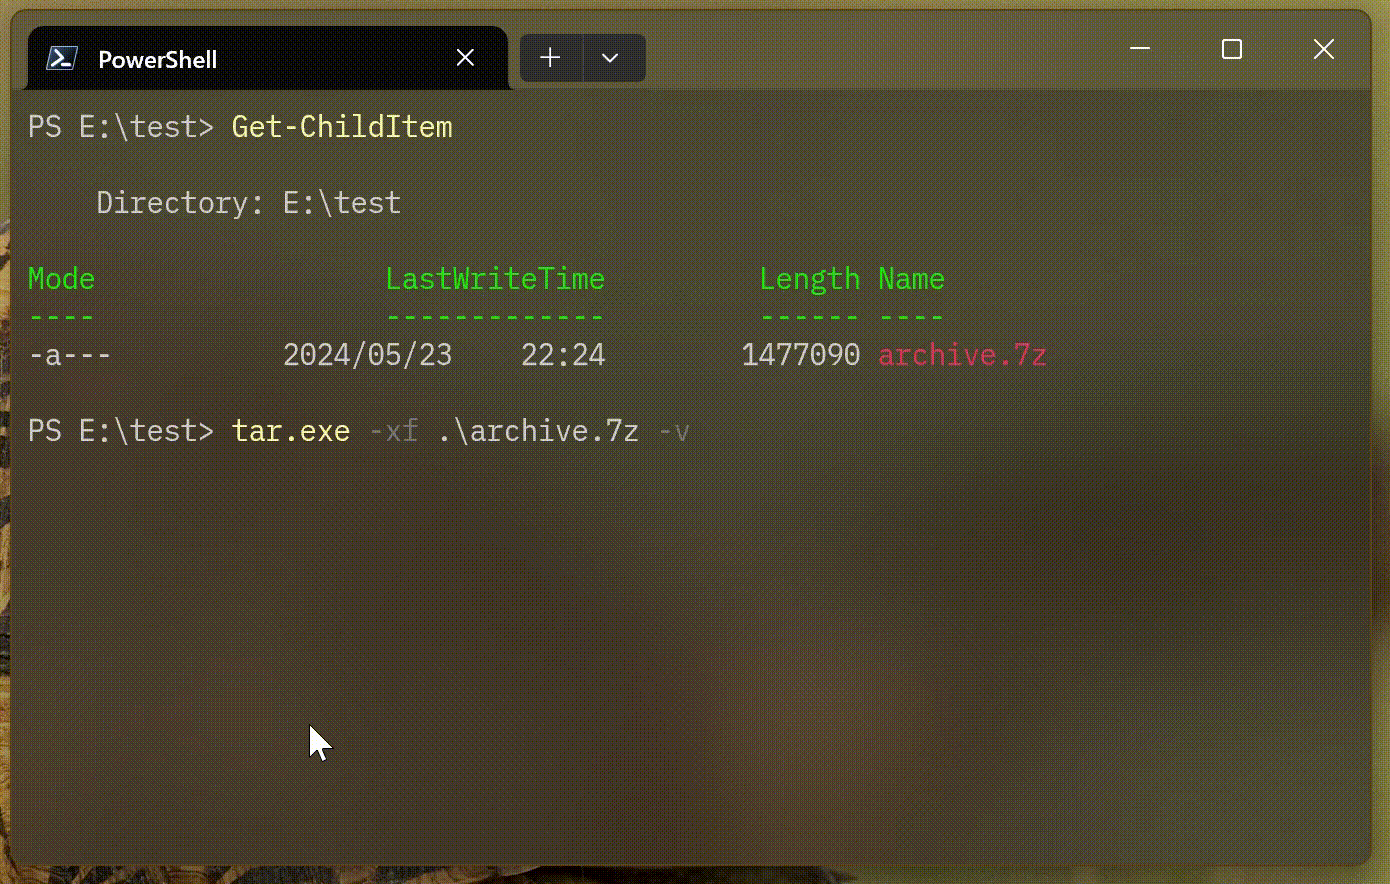 PowerShell
PS E:\test> Get-ChildItem
Directory: E:\test
Mode LastWriteTime Length Name
---- ------------- ------ ----
-a--- 2024/05/23 22:24 1477090 archive.7z
PS E:\test> tar.exe -xf .\archive.7z -v